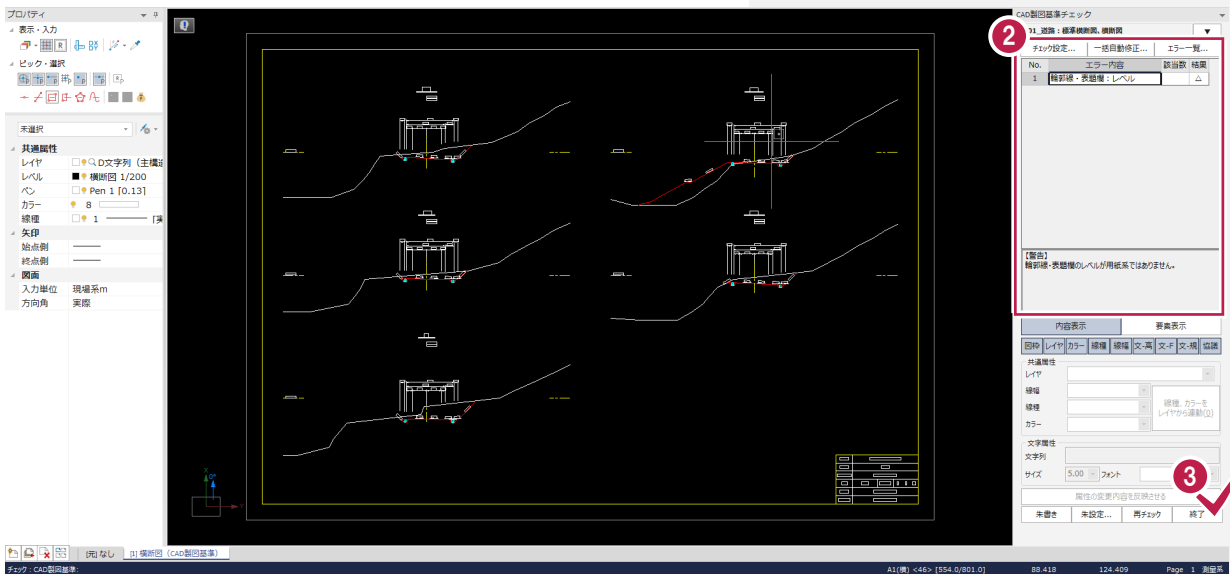 プロパティ
表示・入力
R
ピック・選択
未選択
共通属性
レイヤ D文字列（主構造
レベル 横断図 1/200
ペン Pen 1 [0.13]
カラー 8
線種 1 [実
矢印
始点側
終点側
図面
入力単位 現場系m
方向角 実際
Q
X
0°
Y
CAD製図基準チェック
2
道路：標準横断図、横断図
チェック設定... 一括自動修正... エラー一覧...
No. エラー内容 該当数 結果
1 輪郭線・表題欄：レベル △
【警告】
輪郭線・表題欄のレベルが用紙系ではありません。
内容表示 要素表示
図枠 レイヤ カラー 線種 線幅 文-高 文-F 文-規 協議
共通属性
レイヤ
線幅
線種
カラー
線種、カラーを
レイヤから連動(O)
文字属性
文字列
サイズ 5.00 フォント
3
属性の変更内容を反映させる
朱書き 朱設定... 再チェック 終了
[元] なし [1] 横断図（CAD製図基準）
チェック：CAD製図基準: A1(横) <46> [554.0/801.0] 88.418 124.409 Page 1 測量系